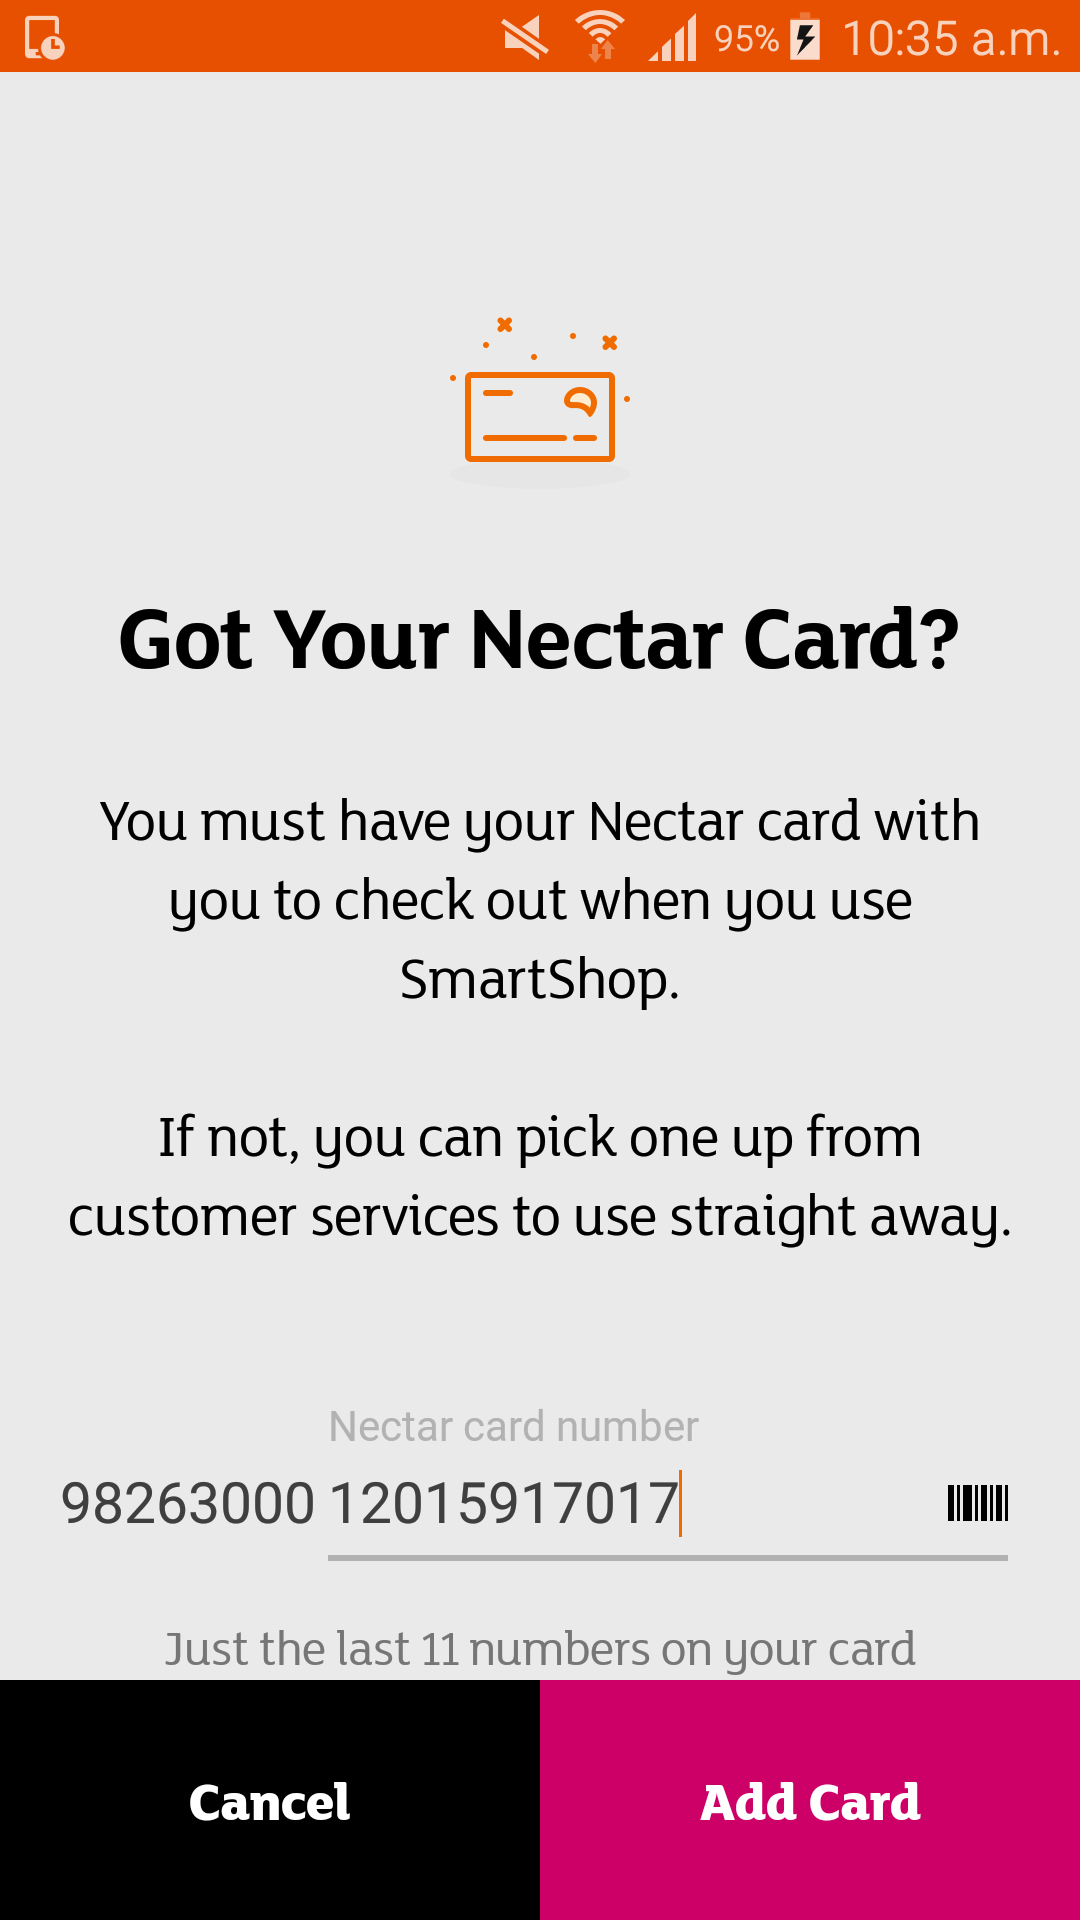 95% 10:35 a.m.
Got Your Nectar Card?
You must have your Nectar card with
you to check out when you use
SmartShop.
If not, you can pick one up from
customer services to use straight away.
Nectar card number
98263000 12015917017
Just the last 11 numbers on your card
Cancel Add Card